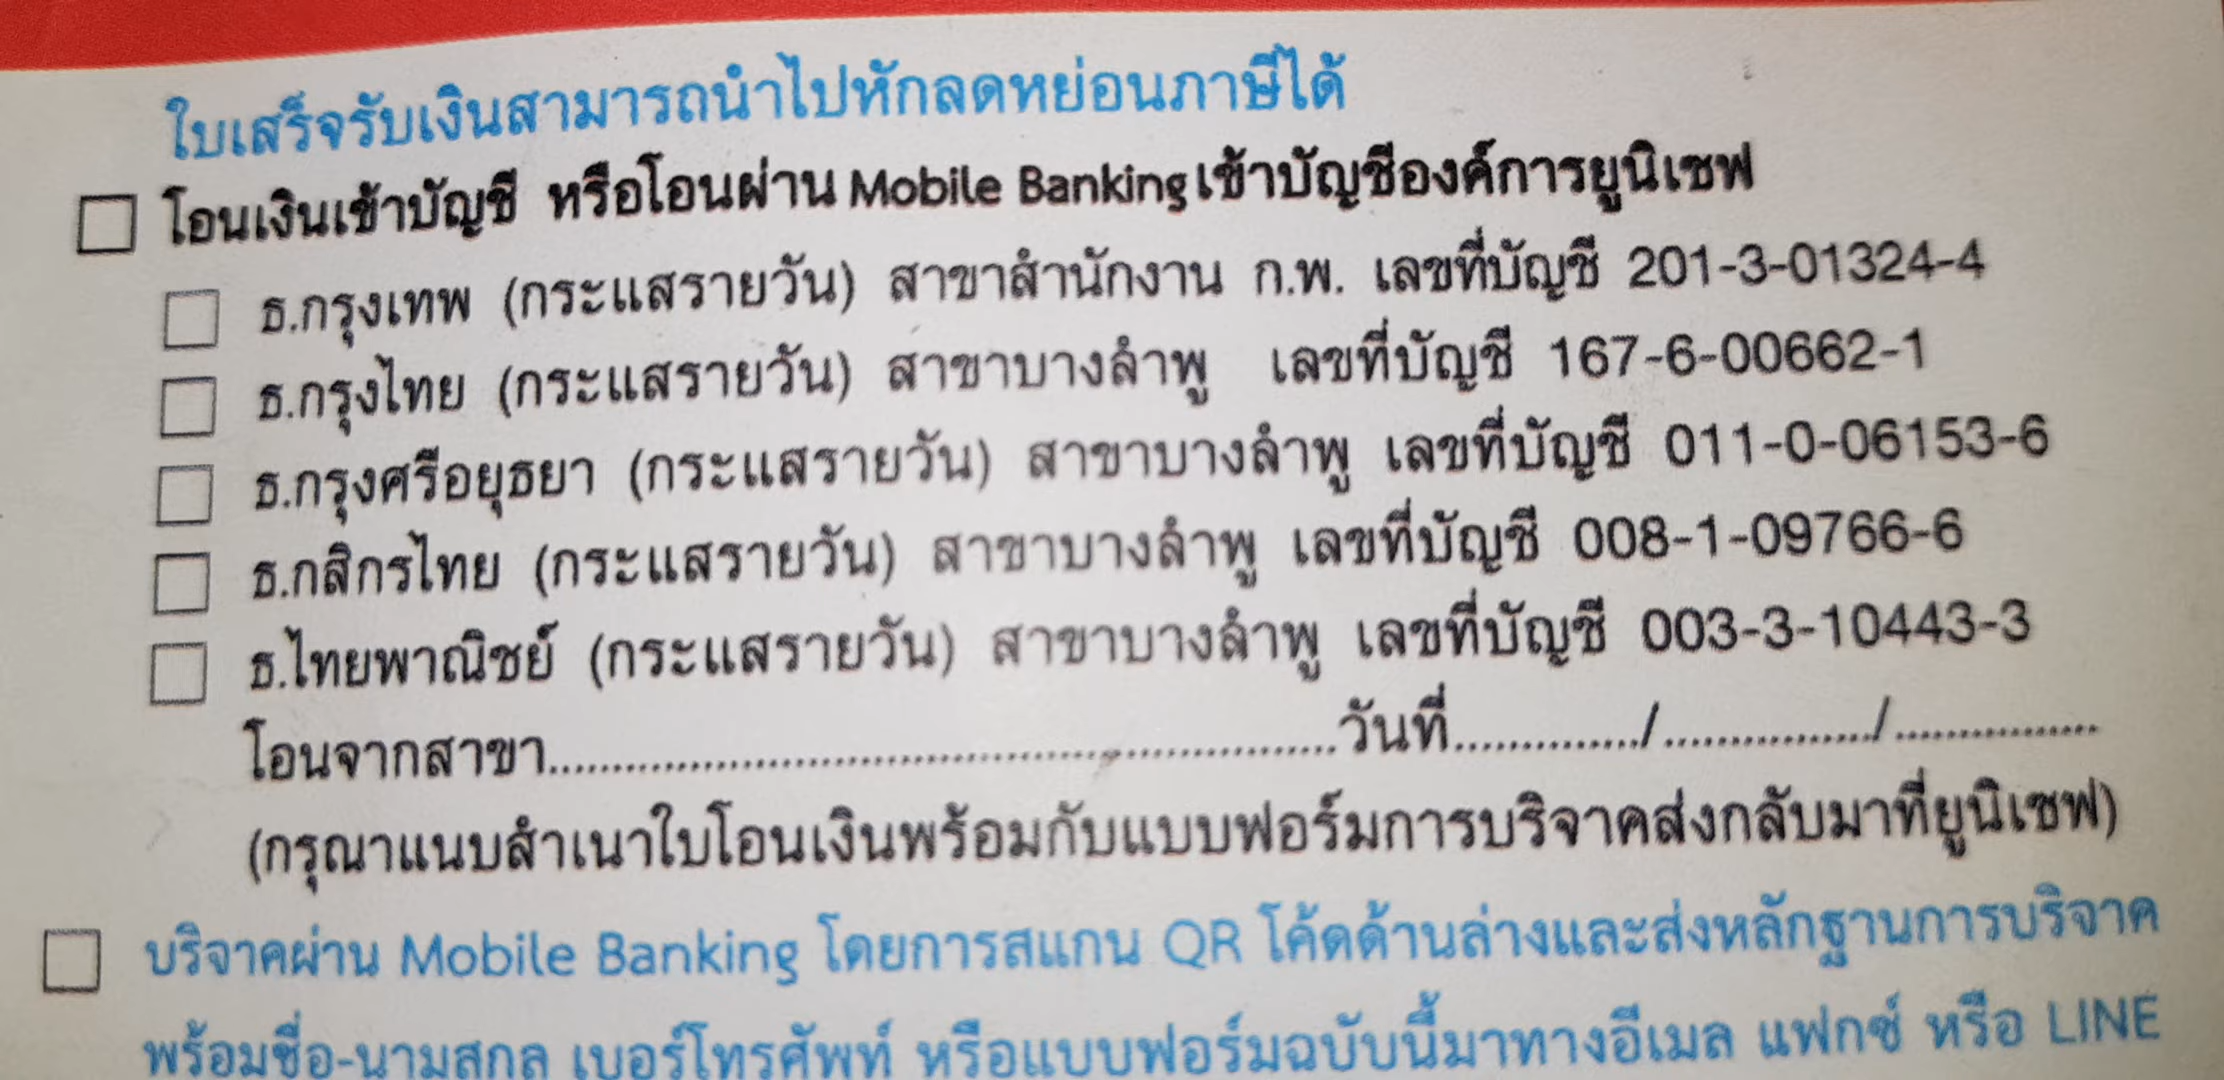 ใบเสร็จรับเงินสามารถนำไปหักลดหย่อนภาษีได้
โอนเงินเข้าบัญชี หรือโอนผ่าน Mobile Banking เข้าบัญชีองค์การยูนิเซฟ
ธ.กรุงเทพ (กระแสรายวัน) สาขาสำนักงาน ก.พ. เลขที่บัญชี 201-3-01324-4
ธ.กรุงไทย (กระแสรายวัน) สาขาบางลำพู เลขที่บัญชี 167-6-00662-1
ธ.กรุงศรีอยุธยา (กระแสรายวัน) สาขาบางลำพู เลขที่บัญชี 011-0-06153-6
ธ.กสิกรไทย (กระแสรายวัน) สาขาบางลำพู เลขที่บัญชี 008-1-09766-6
ธ.ไทยพาณิชย์ (กระแสรายวัน) สาขาบางลำพู เลขที่บัญชี 003-3-10443-3
โอนจากสาขา..........................................................วันที่............../................/................
(กรุณาแนบสำเนาใบโอนเงินพร้อมกับแบบฟอร์มการบริจาคส่งกลับมาที่ยูนิเซฟ)
บริจาคผ่าน Mobile Banking โดยการสแกน QR โค้ดด้านล่างและส่งหลักฐานการบริจาค
พร้อมชื่อ-นามสกุล เบอร์โทรศัพท์ หรือแบบฟอร์มฉบับนี้มาทางอีเมล แฟกซ์ หรือ LINE